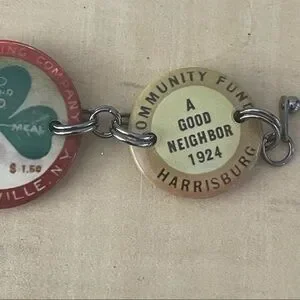 ING COMPANY
MEAL
$1.50
VILLE, N.Y.
COMMUNITY FUND
A
GOOD
NEIGHBOR
1924
HARRISBURG